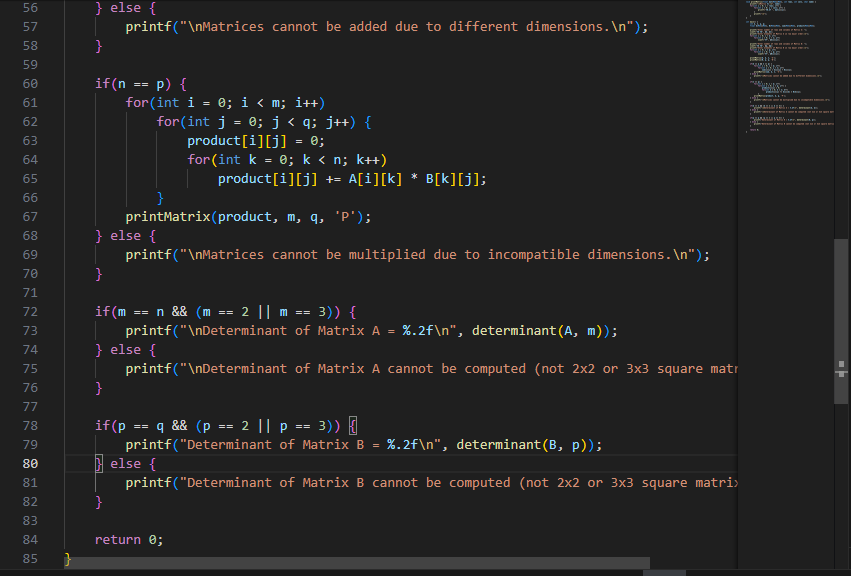 56 } else {
57 printf("\nMatrices cannot be added due to different dimensions.\n");
58 }
59
60 if(n == p) {
61 for(int i = 0; i < m; i++)
62 for(int j = 0; j < q; j++) {
63 product[i][j] = 0;
64 for(int k = 0; k < n; k++)
65 product[i][j] += A[i][k] * B[k][j];
66 }
67 printMatrix(product, m, q, 'P');
68 } else {
69 printf("\nMatrices cannot be multiplied due to incompatible dimensions.\n");
70 }
71
72 if(m == n && (m == 2 || m == 3)) {
73 printf("\nDeterminant of Matrix A = %.2f\n", determinant(A, m));
74 } else {
75 printf("\nDeterminant of Matrix A cannot be computed (not 2x2 or 3x3 square matr
76 }
77
78 if(p == q && (p == 2 || p == 3)) {
79 printf("Determinant of Matrix B = %.2f\n", determinant(B, p));
80 } else {
81 printf("Determinant of Matrix B cannot be computed (not 2x2 or 3x3 square matrix
82 }
83
84 return 0;
85 }